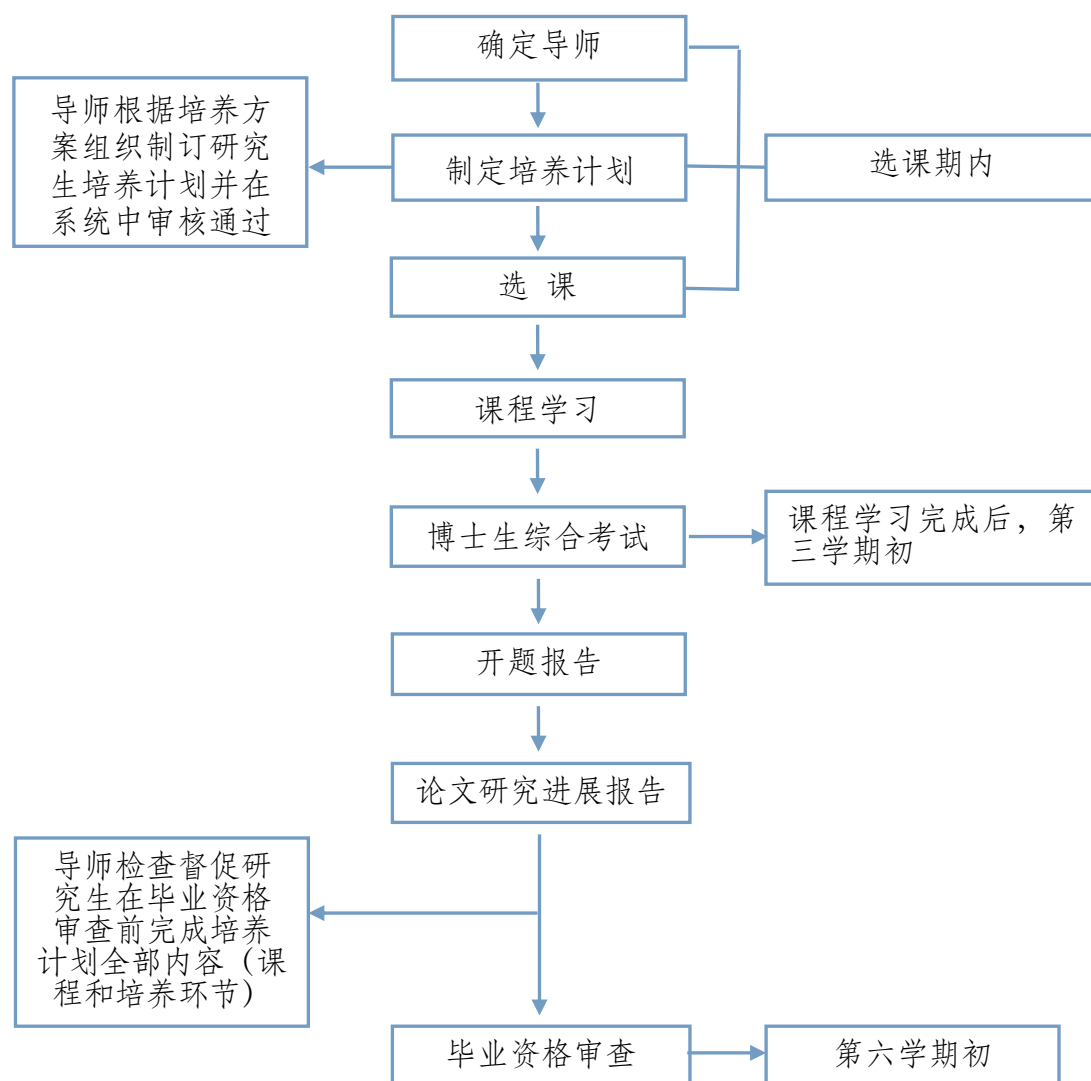 确定导师
导师根据培养方
案组织制订研究
生培养计划并在
系统中审核通过
制定培养计划
选课期内
选 课
课程学习
博士生综合考试
课程学习完成后，第
三学期初
开题报告
论文研究进展报告
导师检查督促研
究生在毕业资格
审查前完成培养
计划全部内容（课
程和培养环节）
毕业资格审查
第六学期初